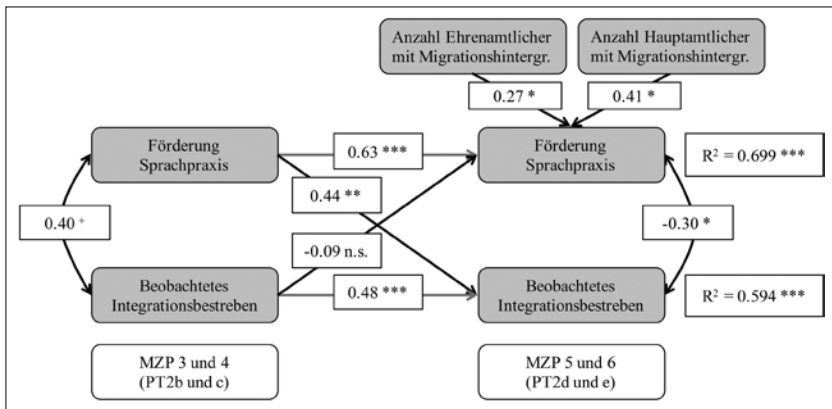 Anzahl Ehrenamtlicher
mit Migrationshintergr.
Anzahl Hauptamtlicher
mit Migrationshintergr.
0.27 *
0.41 *
Förderung
Sprachpraxis
0.63 ***
Förderung
Sprachpraxis
R² = 0.699 ***
0.44 **
0.40 +
-0.09 n.s.
-0.30 *
Beobachtetes
Integrationsbestreben
0.48 ***
Beobachtetes
Integrationsbestreben
R² = 0.594 ***
MZP 3 und 4
(PT2b und c)
MZP 5 und 6
(PT2d und e)